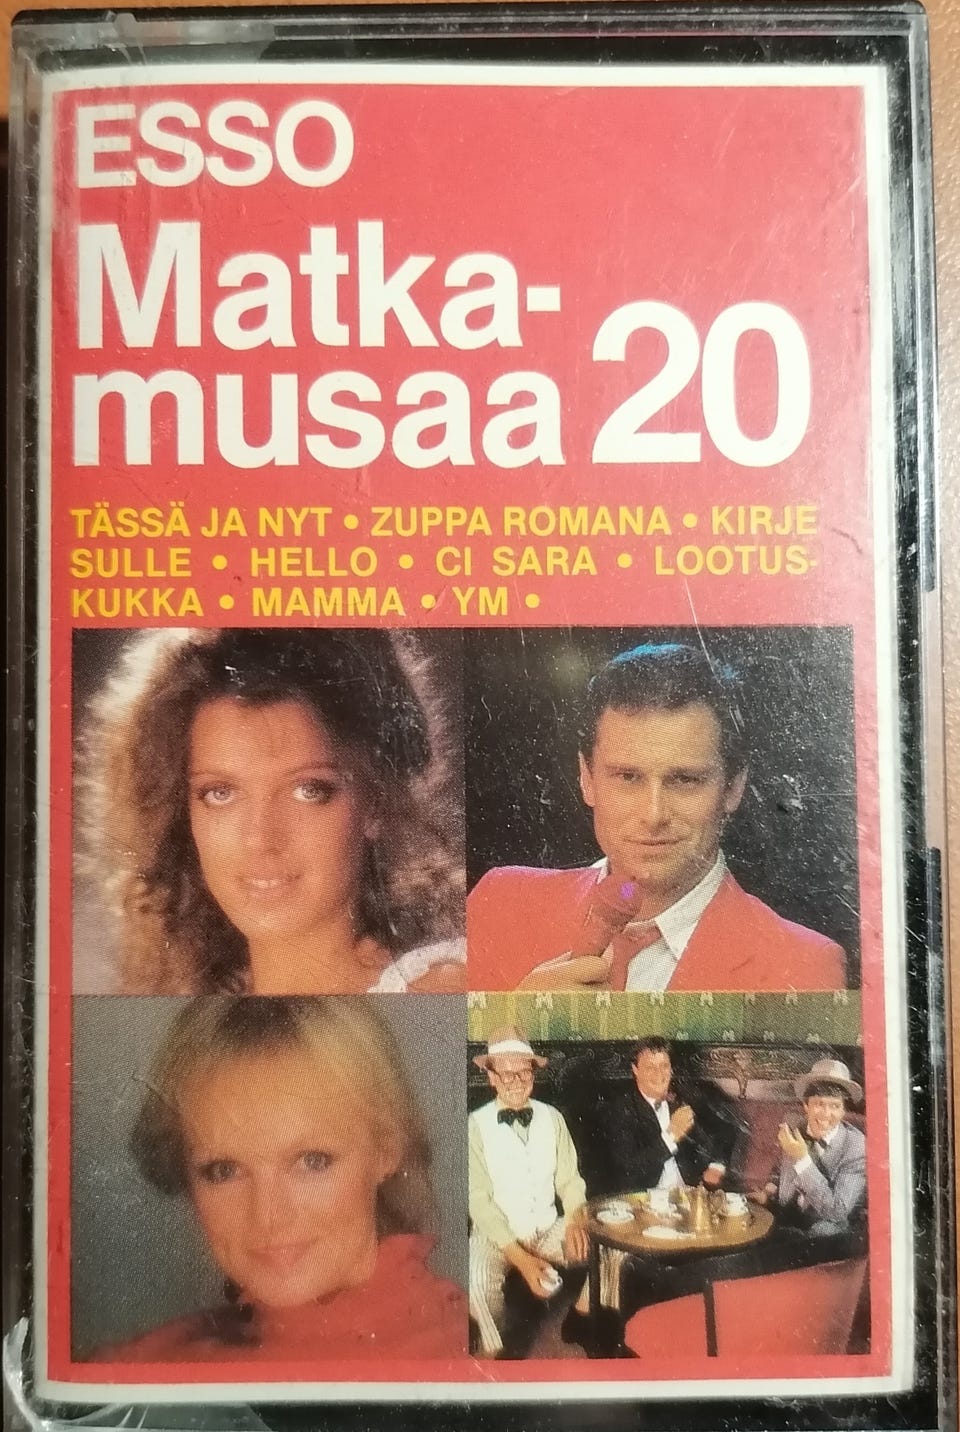 ESSO
Matka-
musaa 20
TÄSSÄ JA NYT • ZUPPA ROMANA • KIRJE
SULLE • HELLO • CI SARA • LOOTUS-
KUKKA • MAMMA • YM •